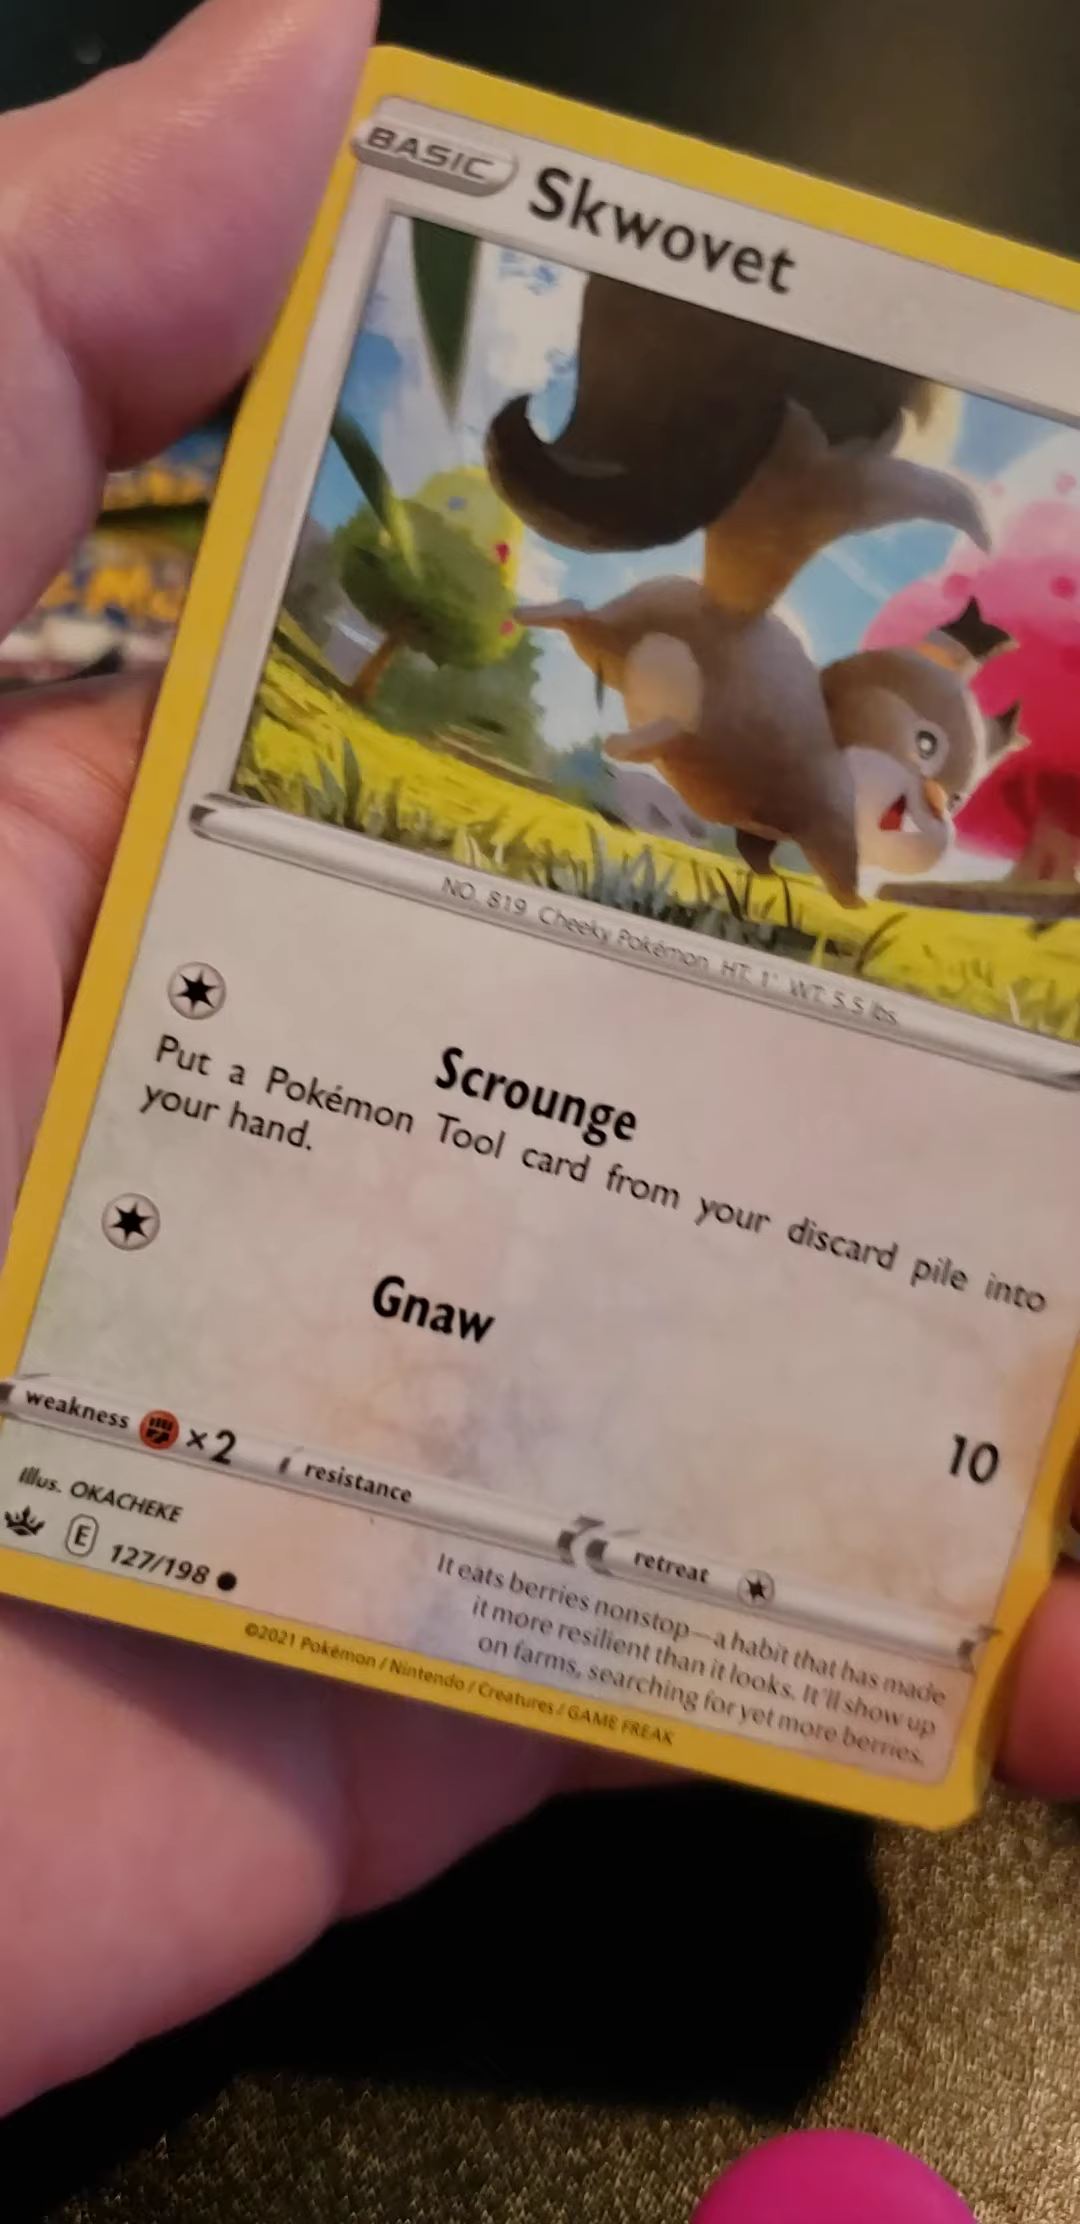 BASIC
Skwovet
NO. 819 Cheeky Pokémon HT. 1' WT. 5.5 lbs.
Scrounge
Put a Pokémon Tool card from your discard pile into
your hand.
Gnaw
10
weakness ×2 resistance
retreat
Illus. OKACHEKE
E 127/198
It eats berries nonstop—a habit that has made
it more resilient than it looks. It'll show up
on farms, searching for yet more berries.
©2021 Pokémon / Nintendo / Creatures / GAME FREAK